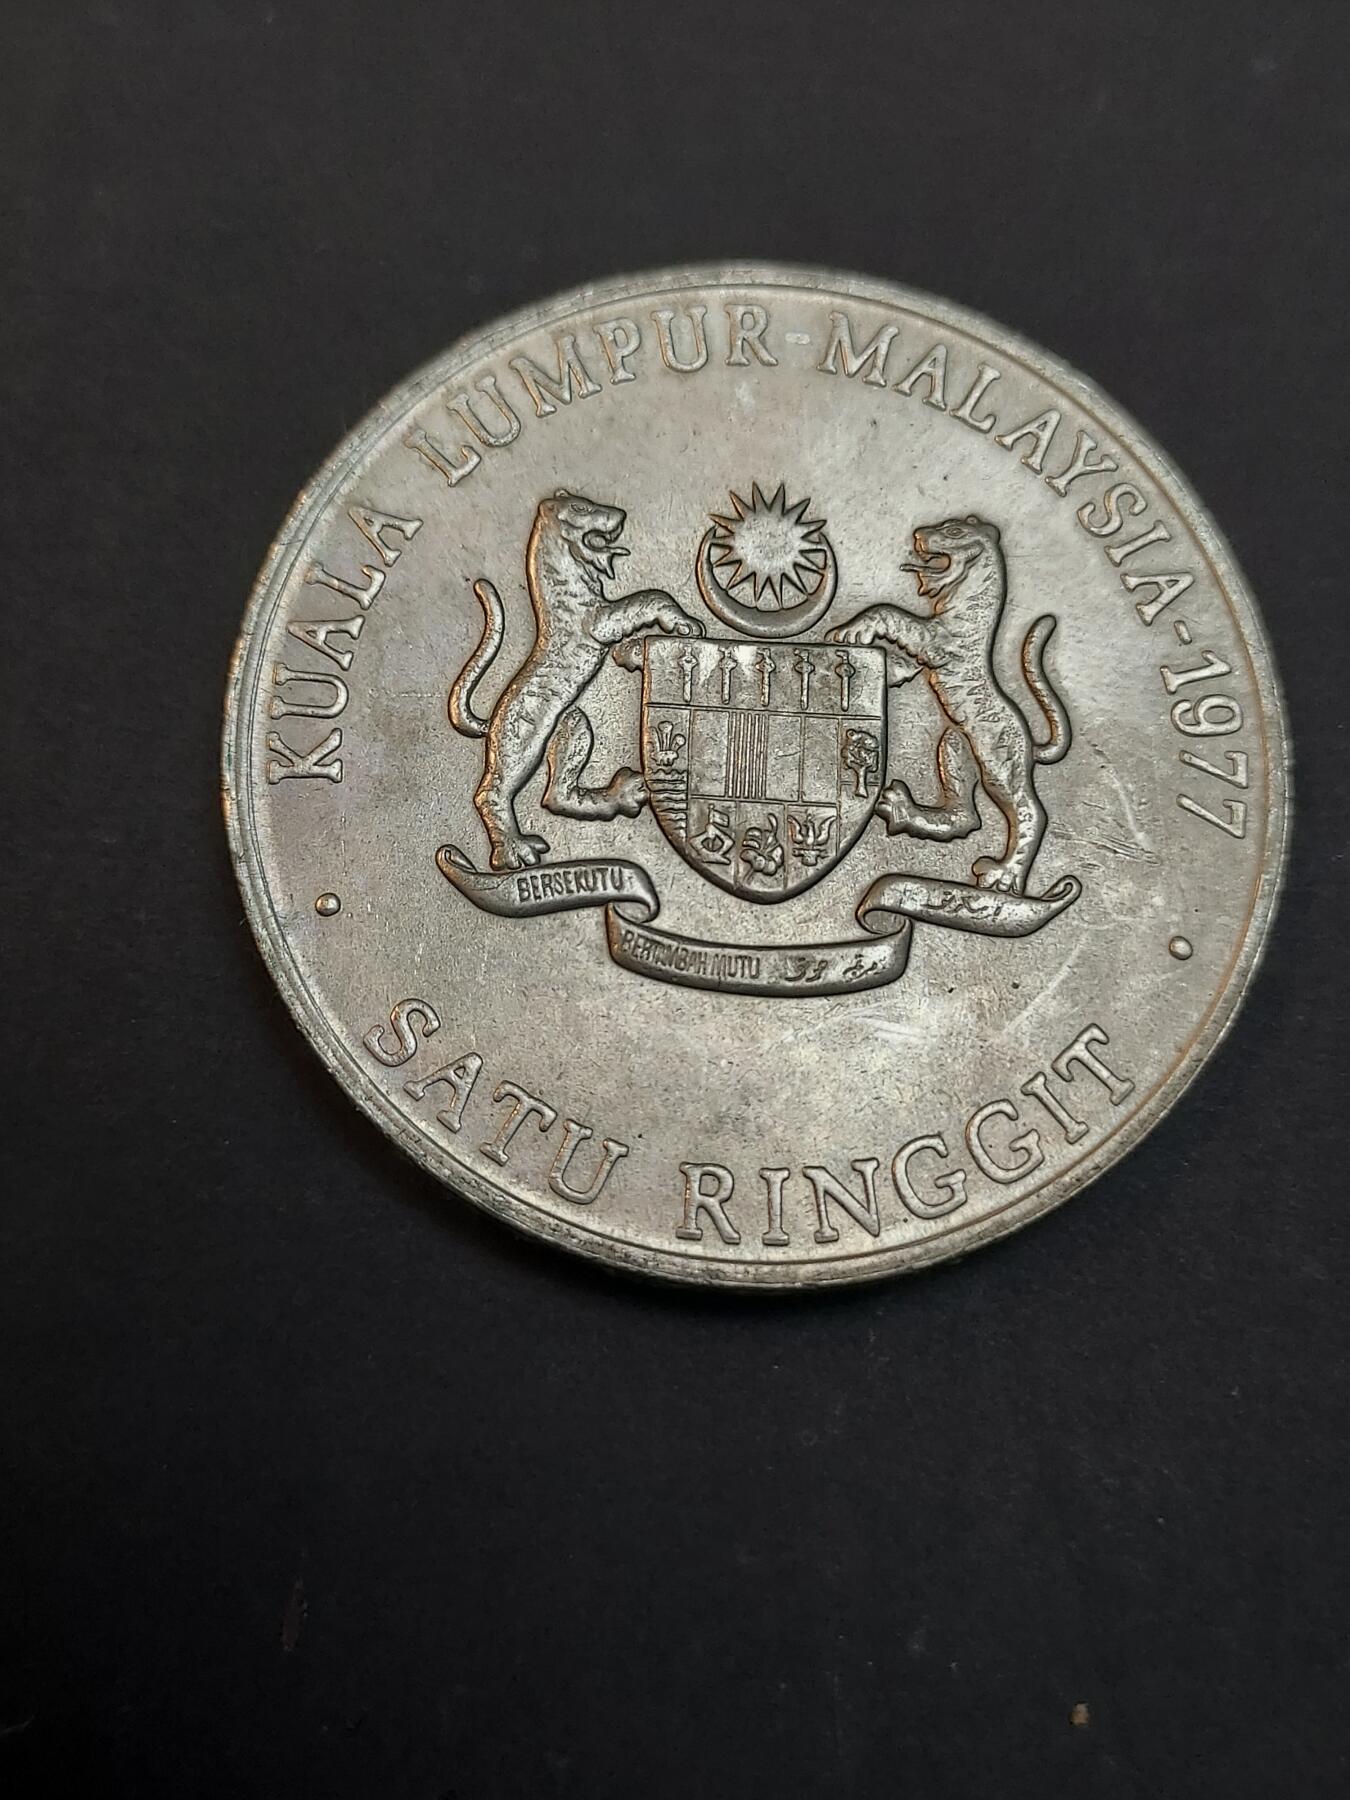 KUALA LUMPUR-MALAYSIA-1977
BERSEKUTU
BERTAMBAH MUTU
SATU RINGGIT